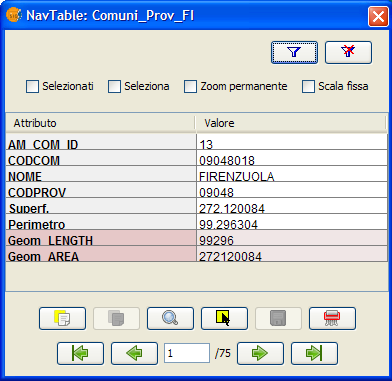 NavTable: Comuni_Prov_FI
Selezionati Seleziona Zoom permanente Scala fissa
Attributo Valore
AM_COM_ID 13
CODCOM 09048018
NOME FIRENZUOLA
CODPROV 09048
Superf. 272.120084
Perimetro 99.296304
Geom_LENGTH 99296
Geom_AREA 272120084
1 /75